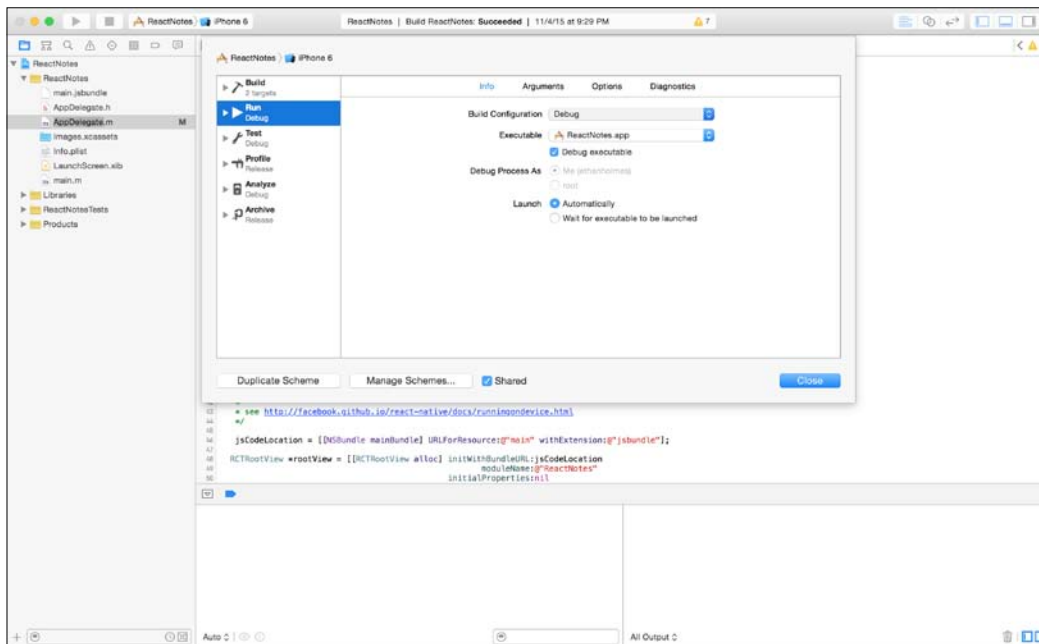 ReactNotes iPhone 6
ReactNotes | Build ReactNotes: Succeeded | 11/4/15 at 9:29 PM
7
ReactNotes
ReactNotes
main.jsbundle
AppDelegate.h
AppDelegate.m M
Images.xcassets
Info.plist
LaunchScreen.xib
main.m
Libraries
ReactNotesTests
Products
ReactNotes iPhone 6
Build
2 targets
Run
Debug
Test
Debug
Profile
Release
Analyze
Debug
Archive
Release
Info Arguments Options Diagnostics
Build Configuration Debug
Executable ReactNotes.app
Debug executable
Debug Process As Me
root
Launch Automatically
Wait for executable to be launched
Duplicate Scheme Manage Schemes... Shared Close
* see http://facebook.github.io/react-native/docs/runningondevice.html
*/
jsCodeLocation = [[NSBundle mainBundle] URLForResource:@"main" withExtension:@"jsbundle"];
RCTRootView *rootView = [[RCTRootView alloc] initWithBundleURL:jsCodeLocation
moduleName:@"ReactNotes"
initialProperties:nil
Auto
All Output